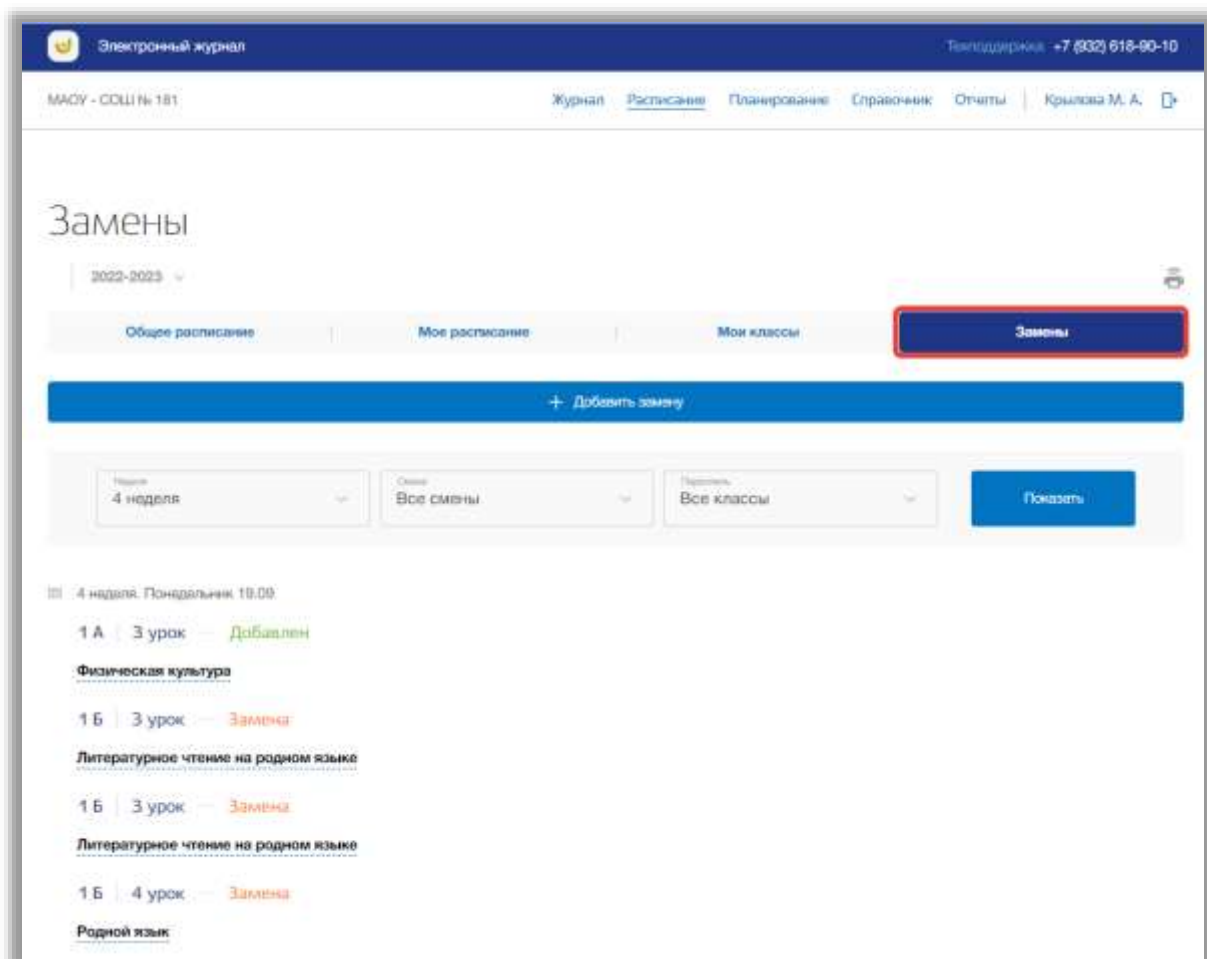 Электронный журнал
Техподдержка +7 (932) 618-90-10
МАОУ - СОШ № 181
Журнал Расписание Планирование Справочник Отчеты Крылова М. А.
Замены
2022-2023
Общее расписание Мое расписание Мои классы Замены
+ Добавить замену
Неделя Смена Параллель
4 неделя Все смены Все классы Показать
4 неделя. Понедельник 19.09
1 А 3 урок — Добавлен
Физическая культура
1 Б 3 урок — Замена
Литературное чтение на родном языке
1 Б 3 урок — Замена
Литературное чтение на родном языке
1 Б 4 урок — Замена
Родной язык